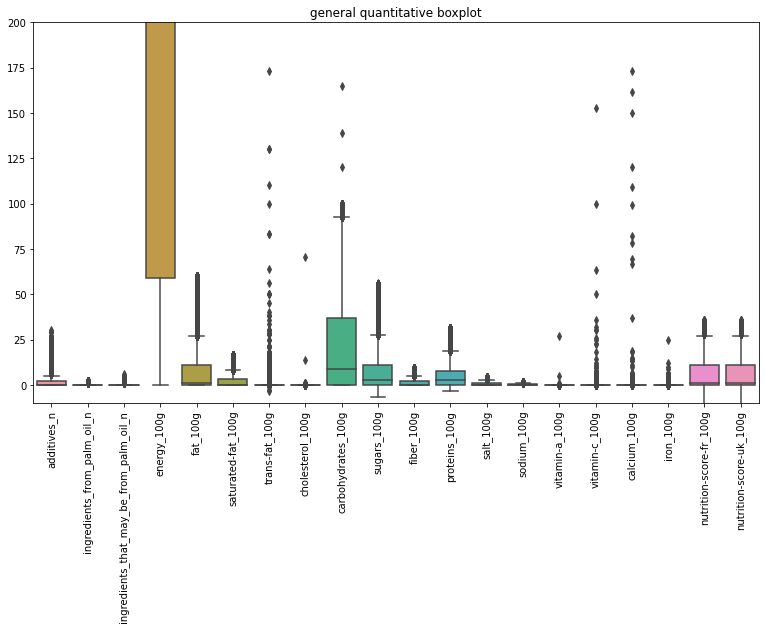 general quantitative boxplot
200
175
150
125
100
75
50
25
0
additives_n
ingredients_from_palm_oil_n
ingredients_that_may_be_from_palm_oil_n
energy_100g
fat_100g
saturated-fat_100g
trans-fat_100g
cholesterol_100g
carbohydrates_100g
sugars_100g
fiber_100g
proteins_100g
salt_100g
sodium_100g
vitamin-a_100g
vitamin-c_100g
calcium_100g
iron_100g
nutrition-score-fr_100g
nutrition-score-uk_100g